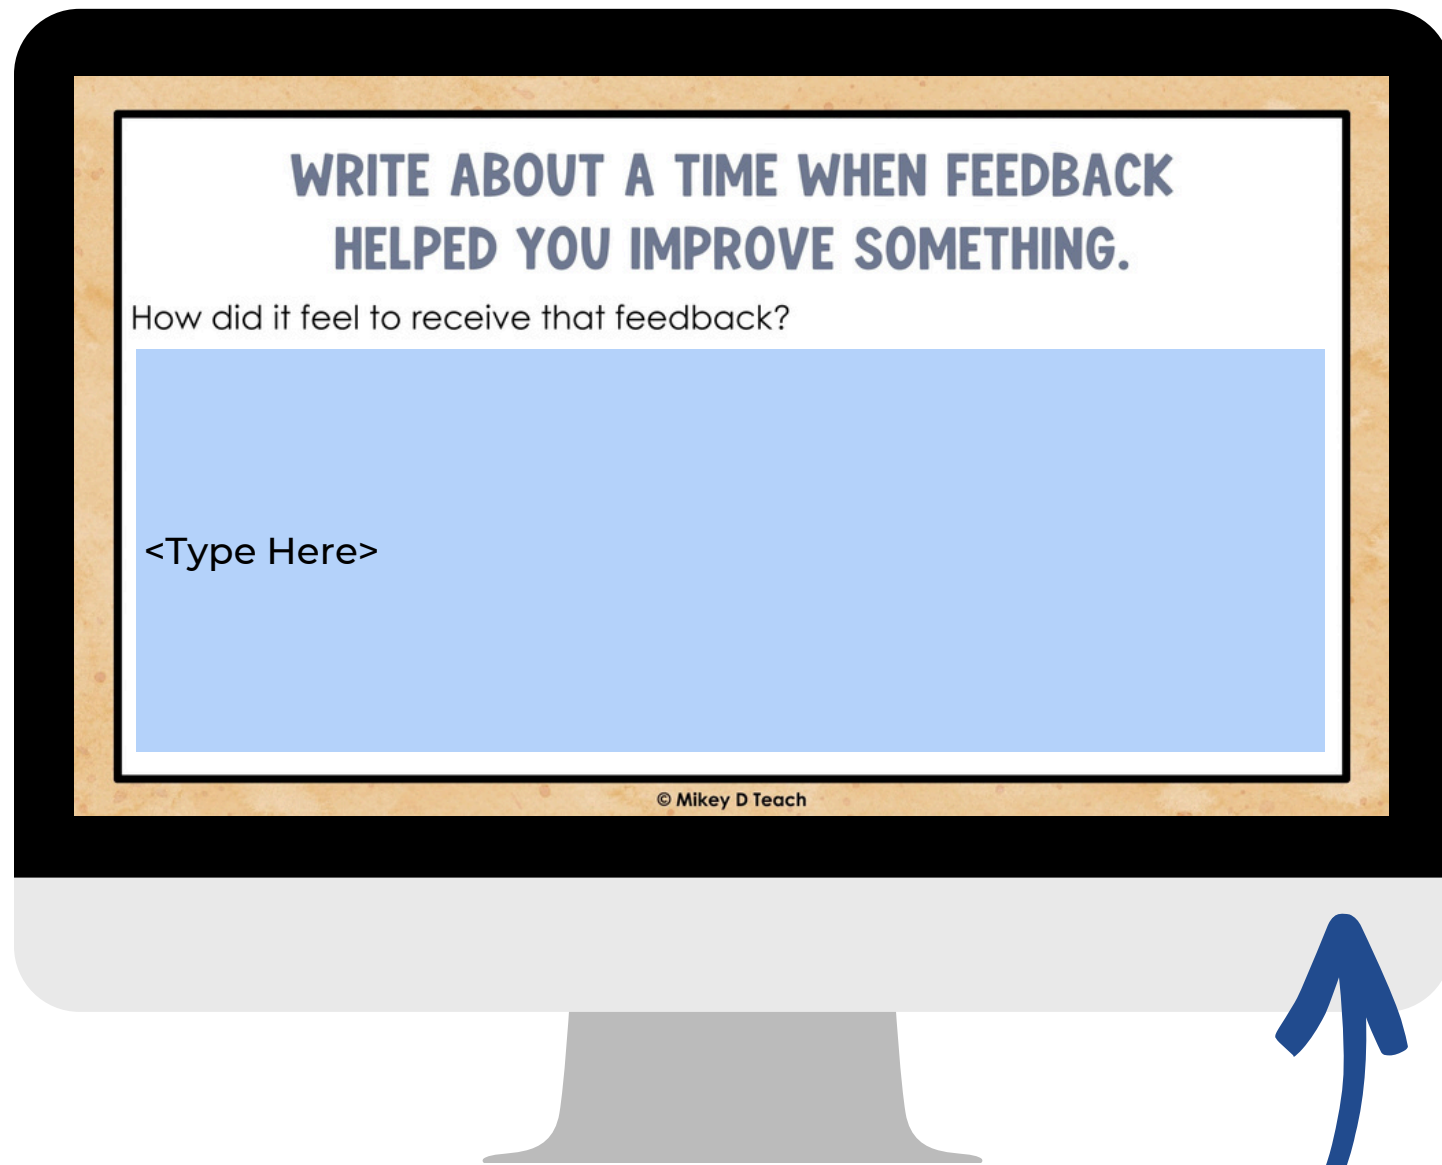 WRITE ABOUT A TIME WHEN FEEDBACK
HELPED YOU IMPROVE SOMETHING.
How did it feel to receive that feedback?
<Type Here>
© Mikey D Teach